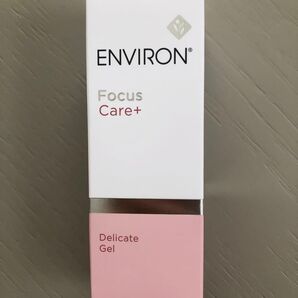 ENVIRON®
Focus
Care+
Delicate
Gel